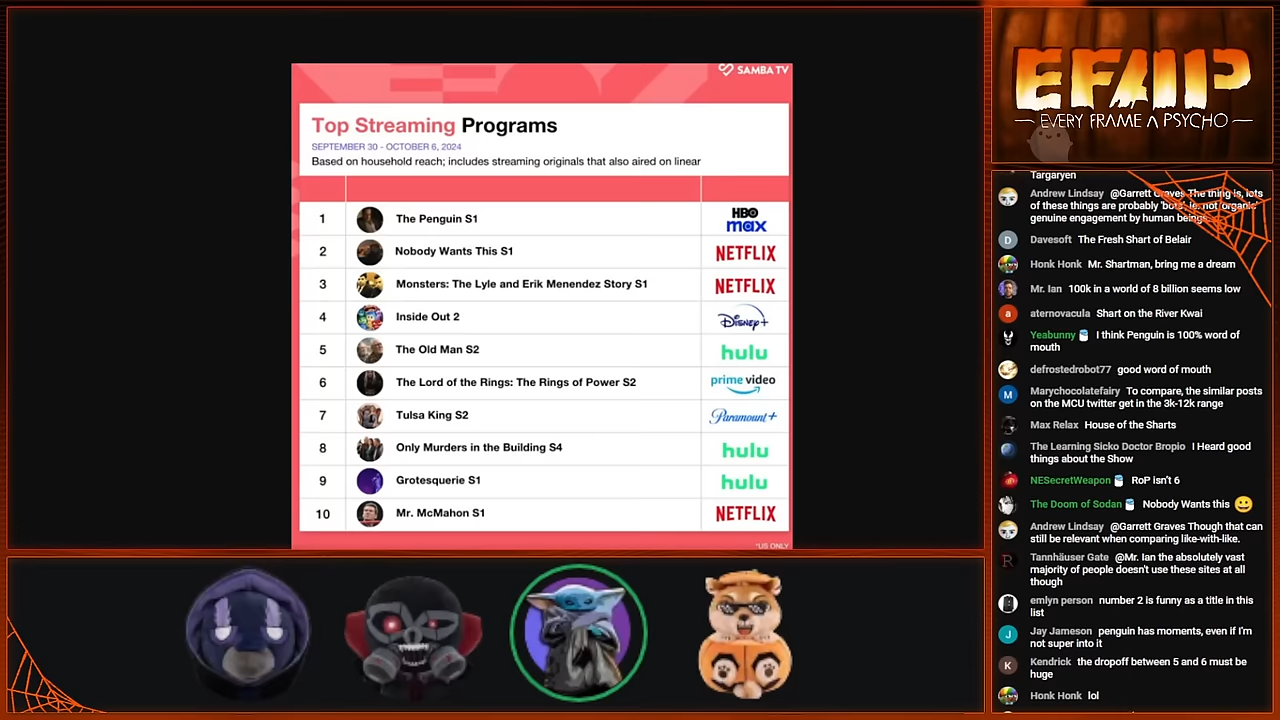 SAMBA TV
Top Streaming Programs
SEPTEMBER 30 - OCTOBER 6, 2024
Based on household reach; includes streaming originals that also aired on linear
1 The Penguin S1 HBO max
2 Nobody Wants This S1 NETFLIX
3 Monsters: The Lyle and Erik Menendez Story S1 NETFLIX
4 Inside Out 2 Disney+
5 The Old Man S2 hulu
6 The Lord of the Rings: The Rings of Power S2 prime video
7 Tulsa King S2 Paramount+
8 Only Murders in the Building S4 hulu
9 Grotesquerie S1 hulu
10 Mr. McMahon S1 NETFLIX
*US ONLY
EFAP
EVERY FRAME A PSYCHO
Targaryen
Andrew Lindsay @Garrett Graves The thing is, lots
of these things are probably 'bots', ie. not 'organic'
genuine engagement by human beings.
D Davesoft The Fresh Shart of Belair
Honk Honk Mr. Shartman, bring me a dream
Mr. Ian 100k in a world of 8 billion seems low
a aternovacula Shart on the River Kwai
Yeabunny I think Penguin is 100% word of
mouth
defrostedrobot77 good word of mouth
M Marychocolatefairy To compare, the similar posts
on the MCU twitter get in the 3k-12k range
Max Relax House of the Sharts
The Learning Sicko Doctor Bropio I Heard good
things about the Show
NESecretWeapon RoP isn't 6
The Doom of Sodan Nobody Wants this 😀
Andrew Lindsay @Garrett Graves Though that can
still be relevant when comparing like-with-like.
R Tannhäuser Gate @Mr. Ian the absolutely vast
majority of people doesn't use these sites at all
though
emlyn person number 2 is funny as a title in this
list
J Jay Jameson penguin has moments, even if I'm
not super into it
K Kendrick the dropoff between 5 and 6 must be
huge
Honk Honk lol